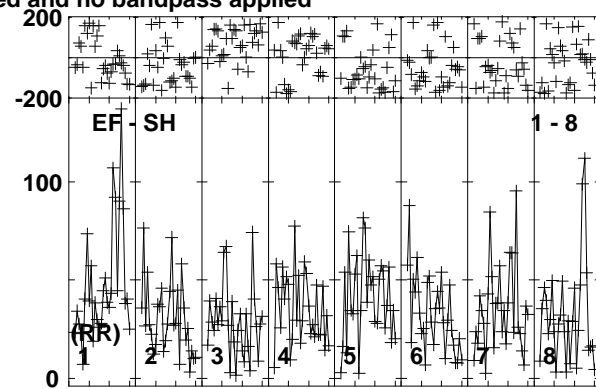 ed and no bandpass applied
200
-200
EF - SH 1 - 8
100
(RR)
1 2 3 4 5 6 7 8
0